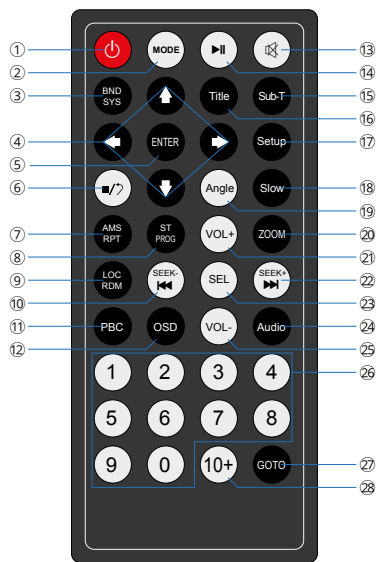 ① MODE ⑬
② ⑭
③ BND SYS Title Sub-T ⑮
⑯
④ ENTER Setup ⑰
⑤
⑥ Angle Slow ⑱
⑲
⑦ AMS RPT ST PROG VOL+ ZOOM ⑳
⑧ ㉑
⑨ LOC RDM SEEK- SEL SEEK+ ㉒
⑩ ㉓
⑪ PBC OSD VOL- Audio ㉔
⑫ ㉕
1 2 3 4 ㉖
5 6 7 8
9 0 10+ GOTO ㉗
㉘